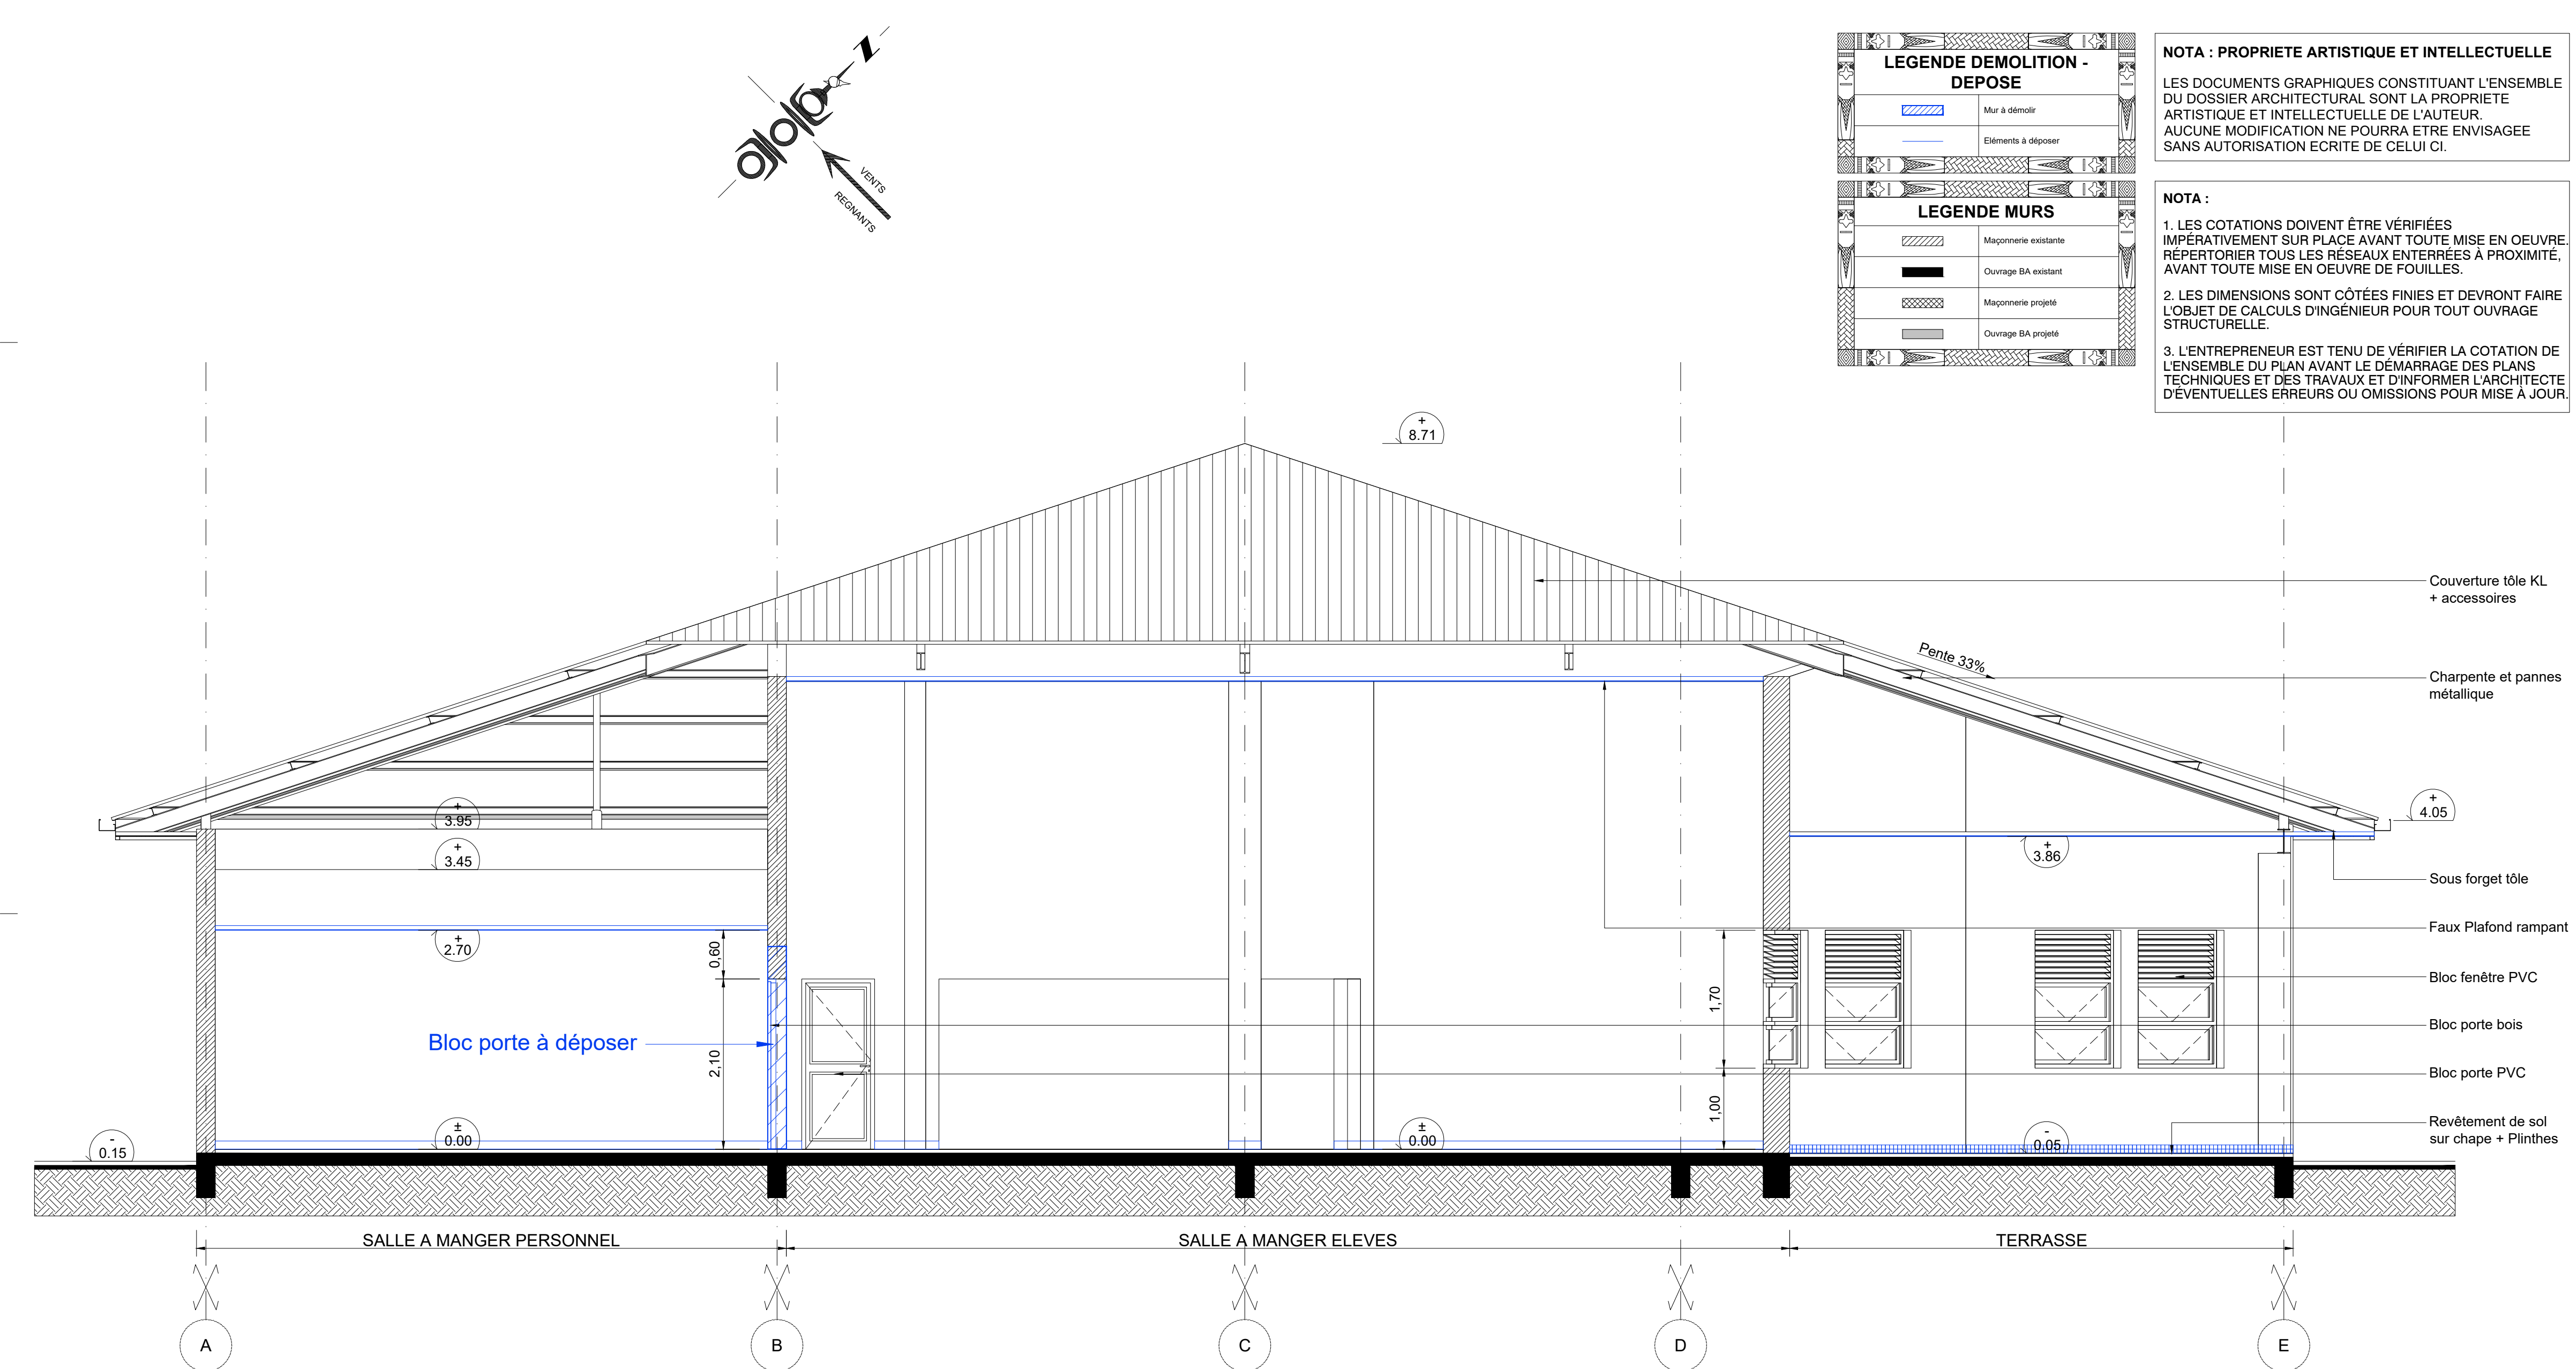 N
VENTS
REGNANTS
LEGENDE DEMOLITION -
DEPOSE
Mur à démolir
Eléments à déposer
LEGENDE MURS
Maçonnerie existante
Ouvrage BA existant
Maçonnerie projeté
Ouvrage BA projeté
NOTA : PROPRIETE ARTISTIQUE ET INTELLECTUELLE
LES DOCUMENTS GRAPHIQUES CONSTITUANT L'ENSEMBLE
DU DOSSIER ARCHITECTURAL SONT LA PROPRIETE
ARTISTIQUE ET INTELLECTUELLE DE L'AUTEUR.
AUCUNE MODIFICATION NE POURRA ETRE ENVISAGEE
SANS AUTORISATION ECRITE DE CELUI CI.
NOTA :
1. LES COTATIONS DOIVENT ÊTRE VÉRIFIÉES
IMPÉRATIVEMENT SUR PLACE AVANT TOUTE MISE EN OEUVRE.
RÉPERTORIER TOUS LES RÉSEAUX ENTERRÉES À PROXIMITÉ,
AVANT TOUTE MISE EN OEUVRE DE FOUILLES.
2. LES DIMENSIONS SONT CÔTÉES FINIES ET DEVRONT FAIRE
L'OBJET DE CALCULS D'INGÉNIEUR POUR TOUT OUVRAGE
STRUCTURELLE.
3. L'ENTREPRENEUR EST TENU DE VÉRIFIER LA COTATION DE
L'ENSEMBLE DU PLAN AVANT LE DÉMARRAGE DES PLANS
TECHNIQUES ET DES TRAVAUX ET D'INFORMER L'ARCHITECTE
D'ÉVENTUELLES ERREURS OU OMISSIONS POUR MISE À JOUR.
+
8.71
Couverture tôle KL
+ accessoires
Pente 33%
Charpente et pannes
métallique
+
3.95
+
4.05
+
3.45
+
3.86
Sous forget tôle
Faux Plafond rampant
+
2.70
0,60
Bloc fenêtre PVC
1,70
Bloc porte bois
Bloc porte à déposer
2,10
Bloc porte PVC
1,00
Revêtement de sol
sur chape + Plinthes
-
0.15
±
0.00
±
0.00
-
0.05
SALLE A MANGER PERSONNEL
SALLE A MANGER ELEVES
TERRASSE
A
B
C
D
E